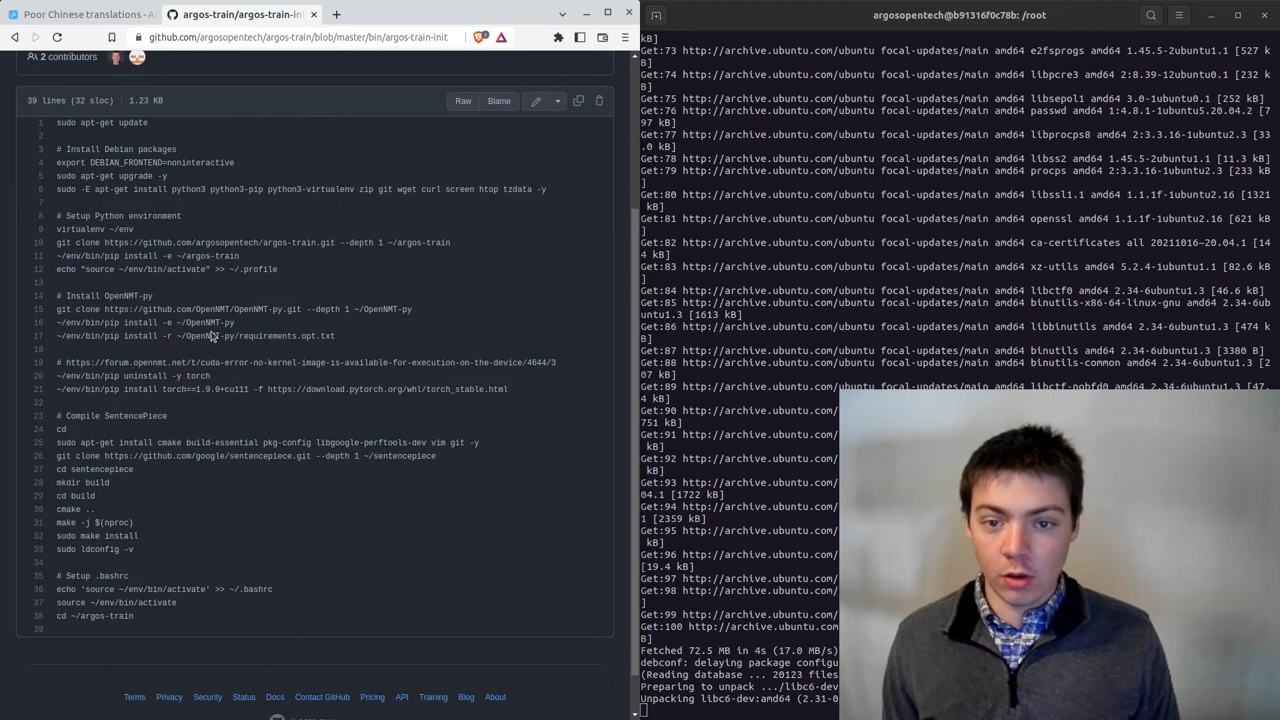 Poor Chinese translations - A
argos-train/argos-train-ini
github.com/argosopentech/argos-train/blob/master/bin/argos-train-init
2 contributors
39 lines (32 sloc) 1.23 KB
Raw
Blame
1 sudo apt-get update
2
3 # Install Debian packages
4 export DEBIAN_FRONTEND=noninteractive
5 sudo apt-get upgrade -y
6 sudo -E apt-get install python3 python3-pip python3-virtualenv zip git wget curl screen htop tzdata -y
7
8 # Setup Python environment
9 virtualenv ~/env
10 git clone https://github.com/argosopentech/argos-train.git --depth 1 ~/argos-train
11 ~/env/bin/pip install -e ~/argos-train
12 echo "source ~/env/bin/activate" >> ~/.profile
13
14 # Install OpenNMT-py
15 git clone https://github.com/OpenNMT/OpenNMT-py.git --depth 1 ~/OpenNMT-py
16 ~/env/bin/pip install -e ~/OpenNMT-py
17 ~/env/bin/pip install -r ~/OpenNMT-py/requirements.opt.txt
18
19 # https://forum.opennmt.net/t/cuda-error-no-kernel-image-is-available-for-execution-on-the-device/4644/3
20 ~/env/bin/pip uninstall -y torch
21 ~/env/bin/pip install torch==1.9.0+cu111 -f https://download.pytorch.org/whl/torch_stable.html
22
23 # Compile SentencePiece
24 cd
25 sudo apt-get install cmake build-essential pkg-config libgoogle-perftools-dev vim git -y
26 git clone https://github.com/google/sentencepiece.git --depth 1 ~/sentencepiece
27 cd sentencepiece
28 mkdir build
29 cd build
30 cmake ..
31 make -j $(nproc)
32 sudo make install
33 sudo ldconfig -v
34
35 # Setup .bashrc
36 echo 'source ~/env/bin/activate' >> ~/.bashrc
37 source ~/env/bin/activate
38 cd ~/argos-train
39
Terms Privacy Security Status Docs Contact GitHub Pricing API Training Blog About
argosopentech@b91316f0c78b: /root
kB]
Get:73 http://archive.ubuntu.com/ubuntu focal-updates/main amd64 e2fsprogs amd64 1.45.5-2ubuntu1.1 [527 k
B]
Get:74 http://archive.ubuntu.com/ubuntu focal-updates/main amd64 libpcre3 amd64 2:8.39-12ubuntu0.1 [232 k
B]
Get:75 http://archive.ubuntu.com/ubuntu focal-updates/main amd64 libsepol1 amd64 3.0-1ubuntu0.1 [252 kB]
Get:76 http://archive.ubuntu.com/ubuntu focal-updates/main amd64 passwd amd64 1:4.8.1-1ubuntu5.20.04.2 [7
97 kB]
Get:77 http://archive.ubuntu.com/ubuntu focal-updates/main amd64 libprocps8 amd64 2:3.3.16-1ubuntu2.3 [33
.0 kB]
Get:78 http://archive.ubuntu.com/ubuntu focal-updates/main amd64 libss2 amd64 1.45.5-2ubuntu1.1 [11.3 kB]
Get:79 http://archive.ubuntu.com/ubuntu focal-updates/main amd64 procps amd64 2:3.3.16-1ubuntu2.3 [233 kB
]
Get:80 http://archive.ubuntu.com/ubuntu focal-updates/main amd64 libssl1.1 amd64 1.1.1f-1ubuntu2.16 [1321
kB]
Get:81 http://archive.ubuntu.com/ubuntu focal-updates/main amd64 openssl amd64 1.1.1f-1ubuntu2.16 [621 kB
]
Get:82 http://archive.ubuntu.com/ubuntu focal-updates/main amd64 ca-certificates all 20211016~20.04.1 [14
4 kB]
Get:83 http://archive.ubuntu.com/ubuntu focal-updates/main amd64 xz-utils amd64 5.2.4-1ubuntu1.1 [82.6 kB
]
Get:84 http://archive.ubuntu.com/ubuntu focal-updates/main amd64 libctf0 amd64 2.34-6ubuntu1.3 [46.6 kB]
Get:85 http://archive.ubuntu.com/ubuntu focal-updates/main amd64 binutils-x86-64-linux-gnu amd64 2.34-6ub
untu1.3 [1613 kB]
Get:86 http://archive.ubuntu.com/ubuntu focal-updates/main amd64 libbinutils amd64 2.34-6ubuntu1.3 [474 k
B]
Get:87 http://archive.ubuntu.com/ubuntu focal-updates/main amd64 binutils amd64 2.34-6ubuntu1.3 [3380 B]
Get:88 http://archive.ubuntu.com/ubuntu focal-updates/main amd64 binutils-common amd64 2.34-6ubuntu1.3 [2
07 kB]
Get:89 http://archive.ubuntu.com/ubuntu focal-updates/main amd64 libctf-nobfd0 amd64 2.34-6ubuntu1.3 [47.
4 kB]
Get:90 http://archive.ubuntu.com
751 kB]
Get:91 http://archive.ubuntu.com
kB]
Get:92 http://archive.ubuntu.com
kB]
Get:93 http://archive.ubuntu.com
04.1 [1722 kB]
Get:94 http://archive.ubuntu.com
1 [2359 kB]
Get:95 http://archive.ubuntu.com
kB]
Get:96 http://archive.ubuntu.com
[19.4 kB]
Get:97 http://archive.ubuntu.com
Get:98 http://archive.ubuntu.com
]
Get:99 http://archive.ubuntu.com
Get:100 http://archive.ubuntu.com
B]
Fetched 72.5 MB in 4s (17.0 MB/s)
debconf: delaying package configu
(Reading database ... 20123 files
Preparing to unpack .../libc6-dev
Unpacking libc6-dev:amd64 (2.31-0